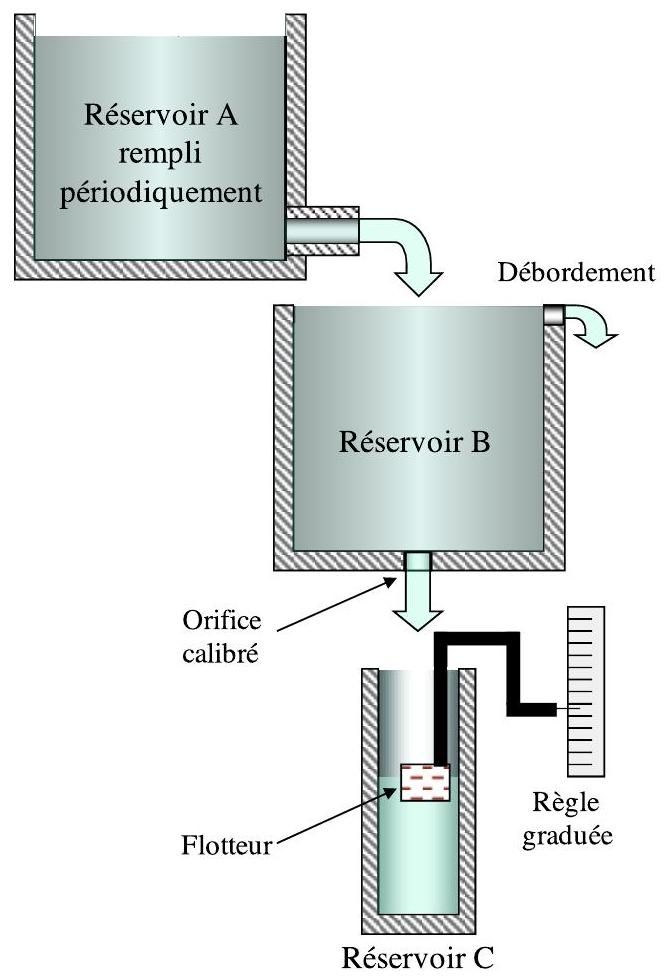 Réservoir A
rempli
périodiquement
Débordement
Réservoir B
Orifice
calibré
Flotteur
Règle
graduée
Réservoir C